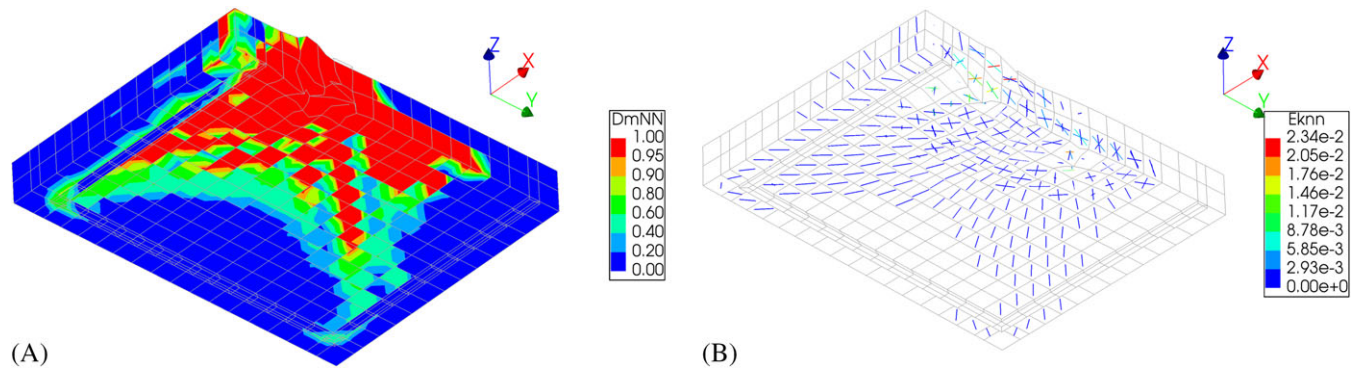 Z
X
Y
DmNN
1.00
0.95
0.90
0.80
0.60
0.40
0.20
0.00
(A)
Z
X
Y
Eknn
2.34e-2
2.05e-2
1.76e-2
1.46e-2
1.17e-2
8.78e-3
5.85e-3
2.93e-3
0.00e+0
(B)